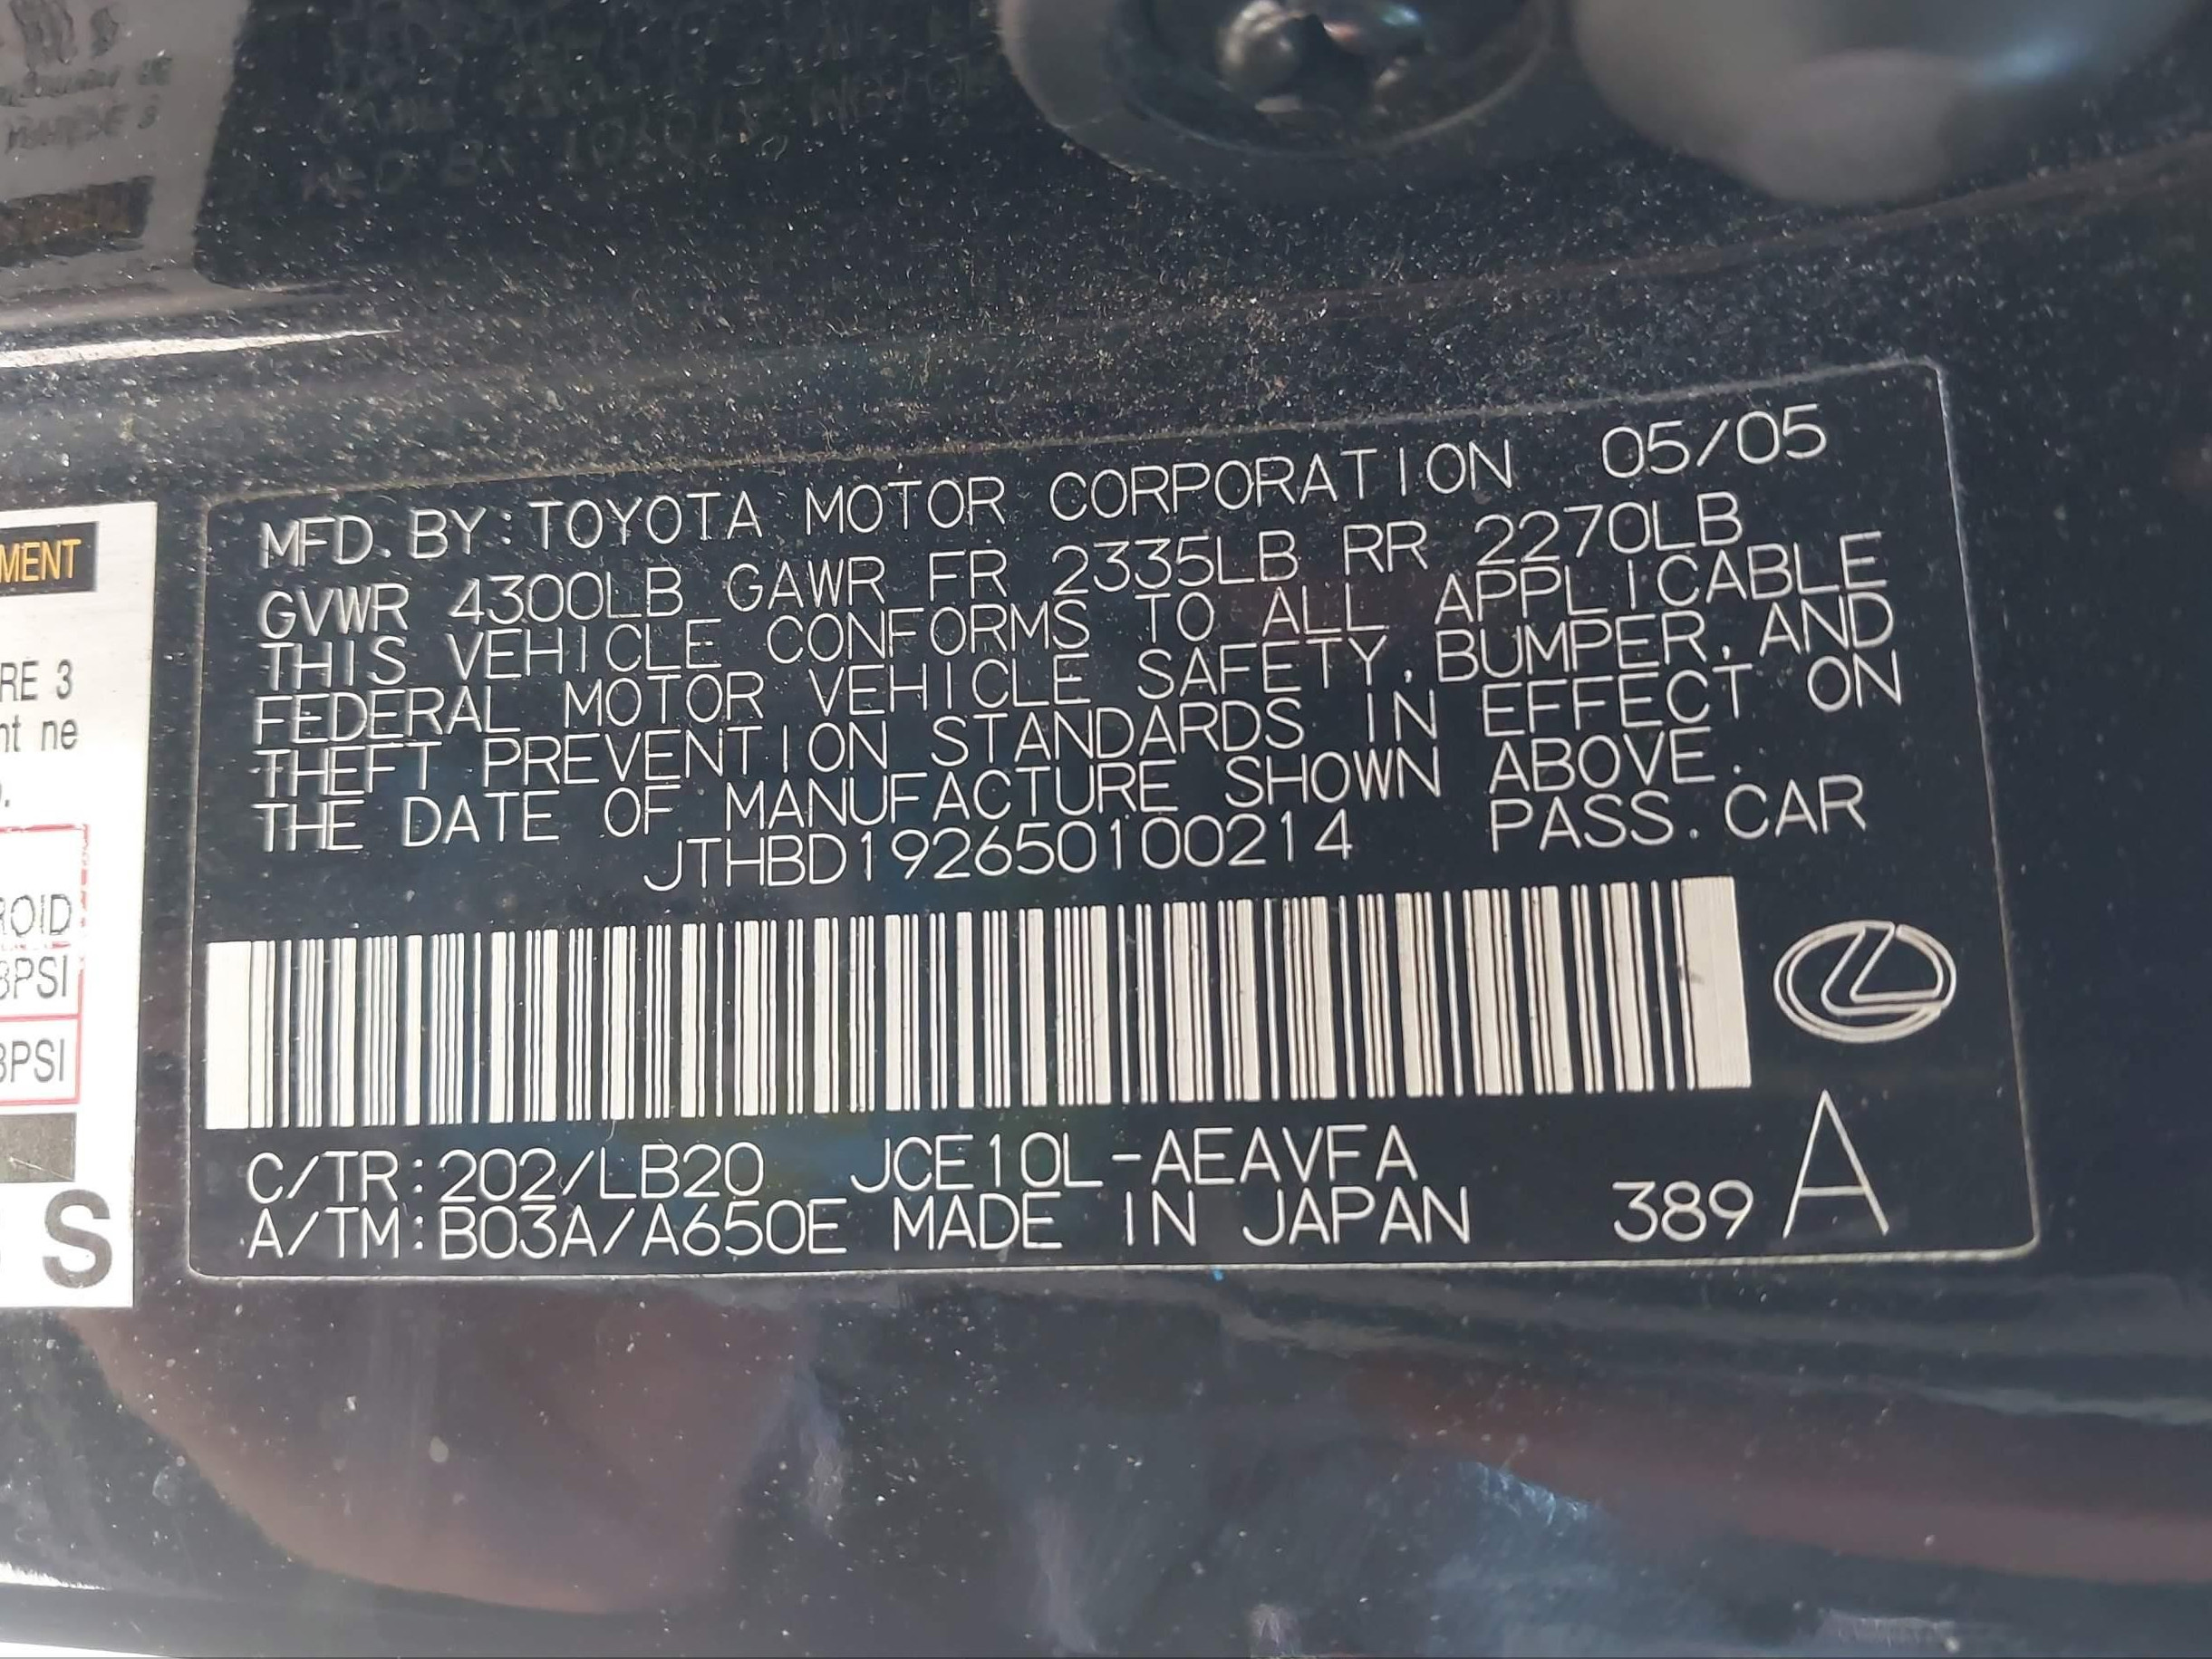 MENT
RE 3
nt ne
ROID
3PSI
3PSI
S
MFD. BY:TOYOTA MOTOR CORPORATION 05/05
GVWR 4300LB GAWR FR 2335LB RR 2270LB
THIS VEHICLE CONFORMS TO ALL APPLICABLE
FEDERAL MOTOR VEHICLE SAFETY, BUMPER, AND
THEFT PREVENTION STANDARDS IN EFFECT ON
THE DATE OF MANUFACTURE SHOWN ABOVE.
JTHBD192650100214 PASS. CAR
C/TR:202/LB20 JCE10L-AEAVFA
A/TM:B03A/A650E MADE IN JAPAN 389 A